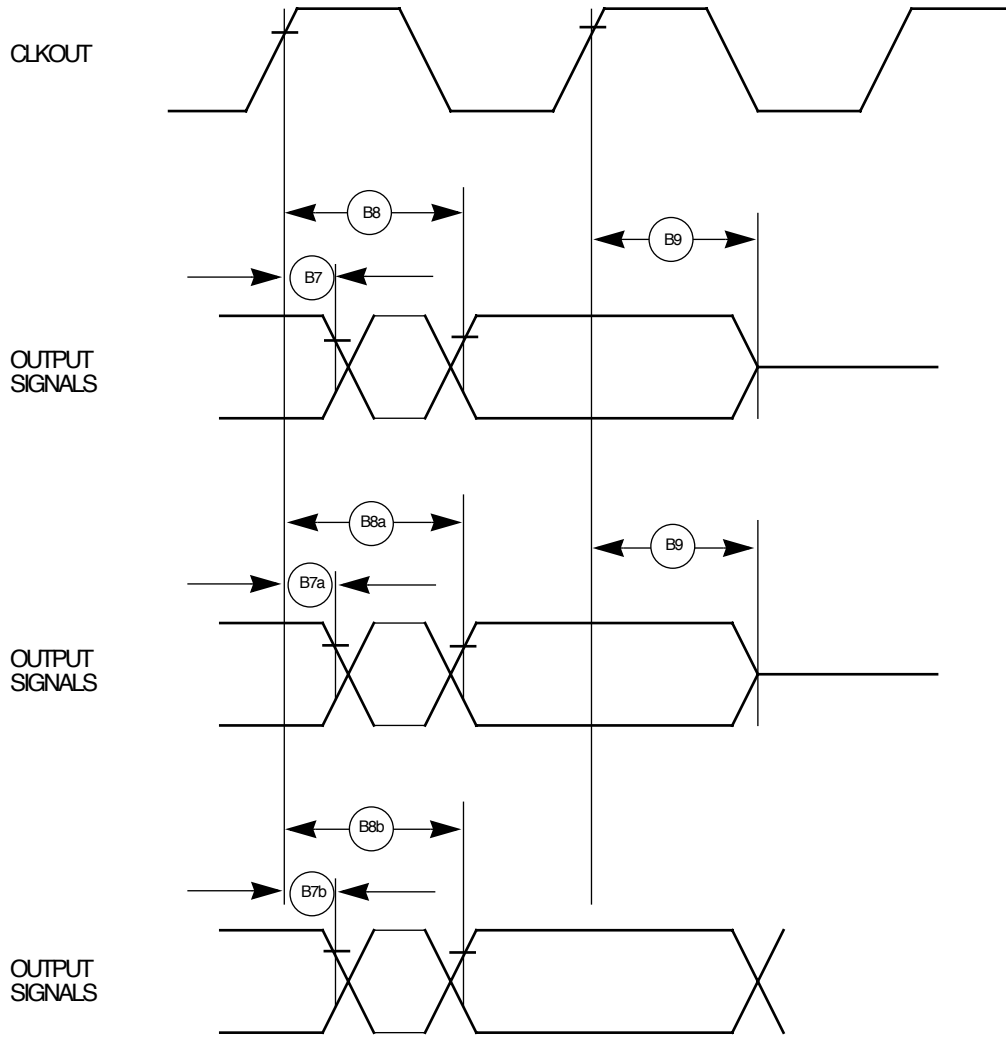 CLKOUT
B8
B9
B7
OUTPUT
SIGNALS
B8a
B9
B7a
OUTPUT
SIGNALS
B8b
B7b
OUTPUT
SIGNALS